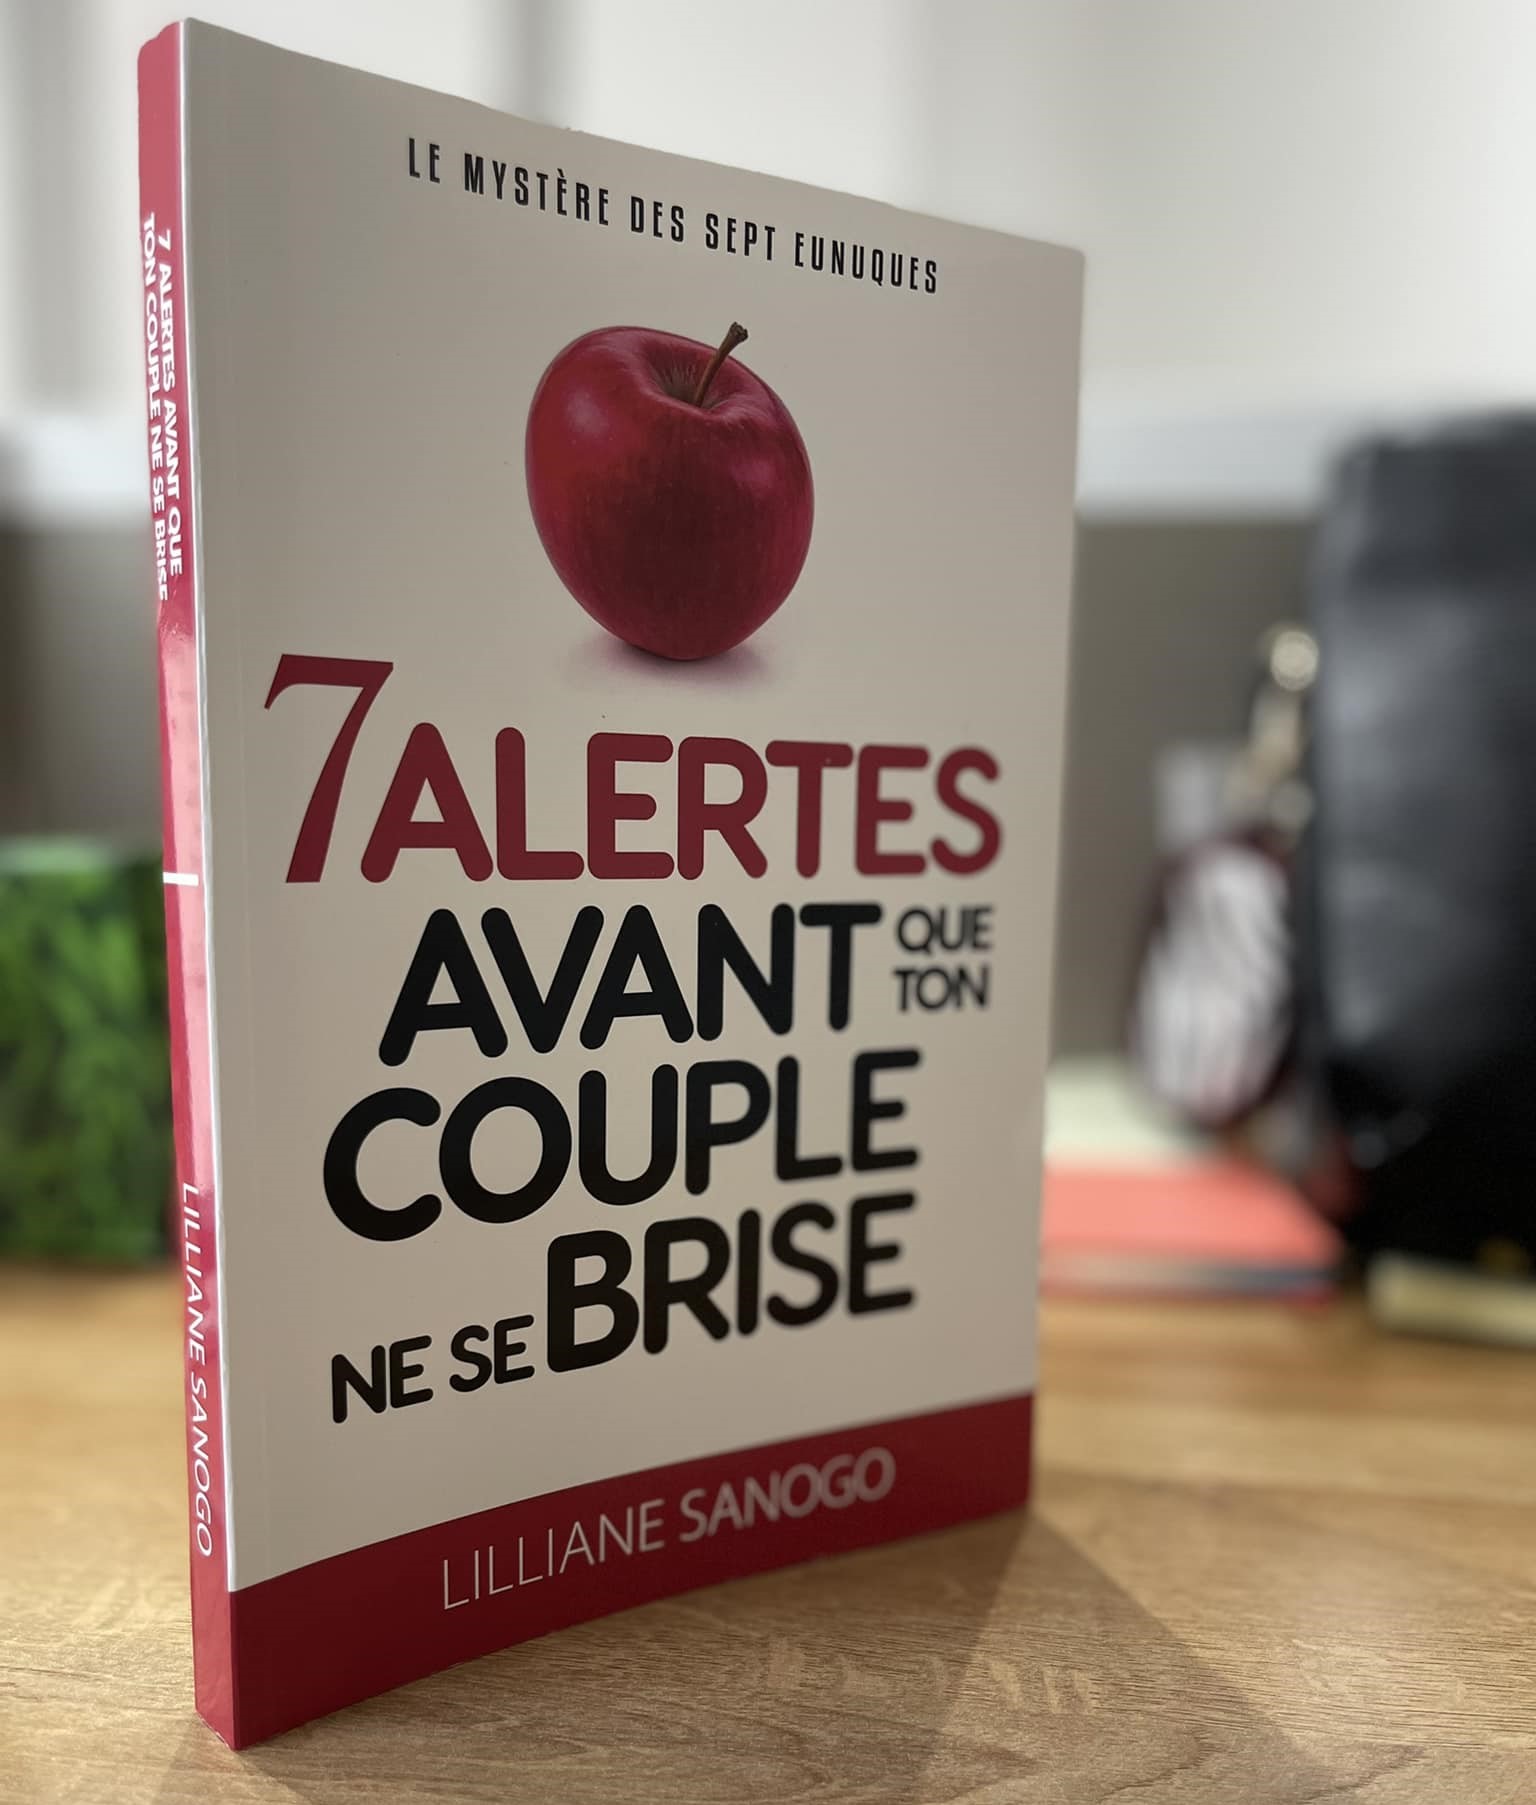 LE MYSTÈRE DES SEPT EUNUQUES
7 ALERTES
AVANT QUE
TON
COUPLE
NE SE BRISE
LILLIANE SANOGO
7 ALERTES AVANT QUE
TON COUPLE NE SE BRISE
LILLIANE SANOGO